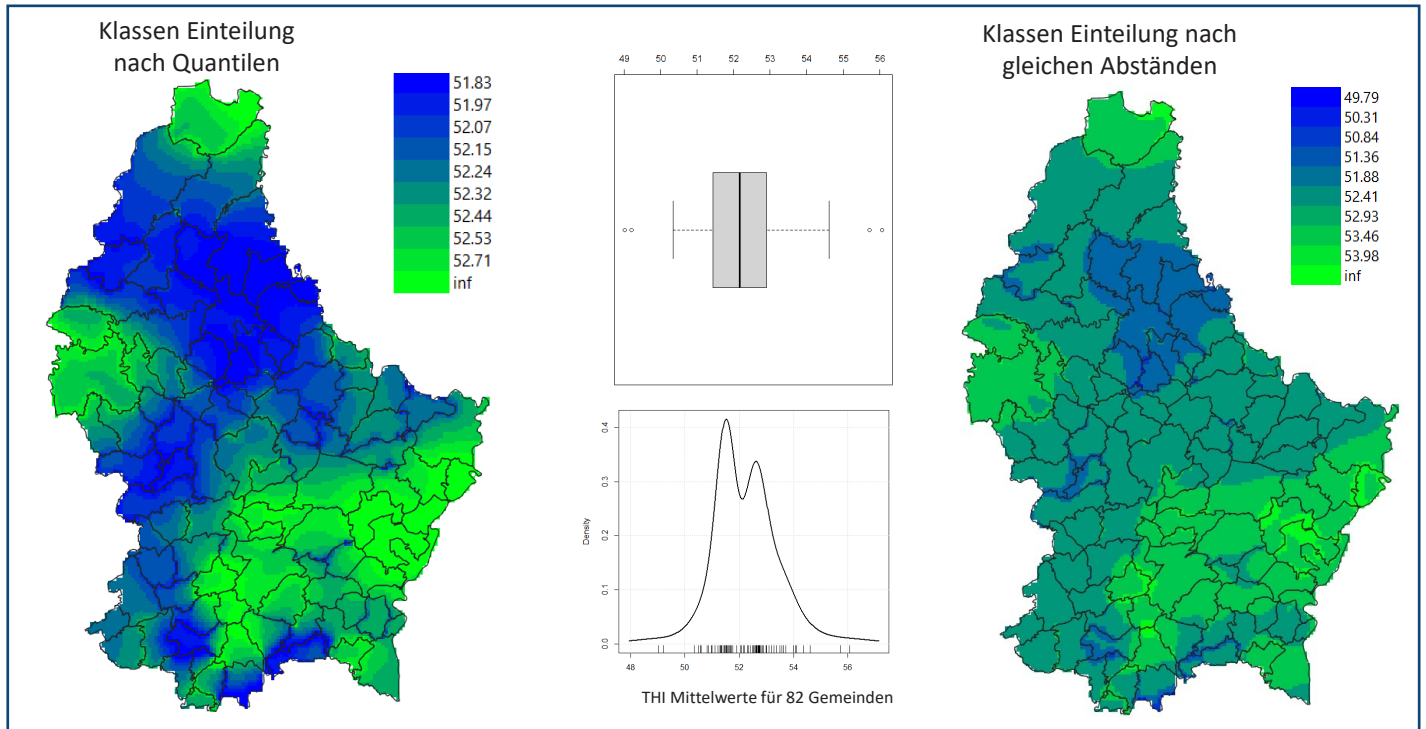 Klassen Einteilung
nach Quantilen
51.83
51.97
52.07
52.15
52.24
52.32
52.44
52.53
52.71
inf
49 50 51 52 53 54 55 56
Density
0.4
0.3
0.2
0.1
0.0
48 50 52 54 56
THI Mittelwerte für 82 Gemeinden
Klassen Einteilung nach
gleichen Abständen
49.79
50.31
50.84
51.36
51.88
52.41
52.93
53.46
53.98
inf